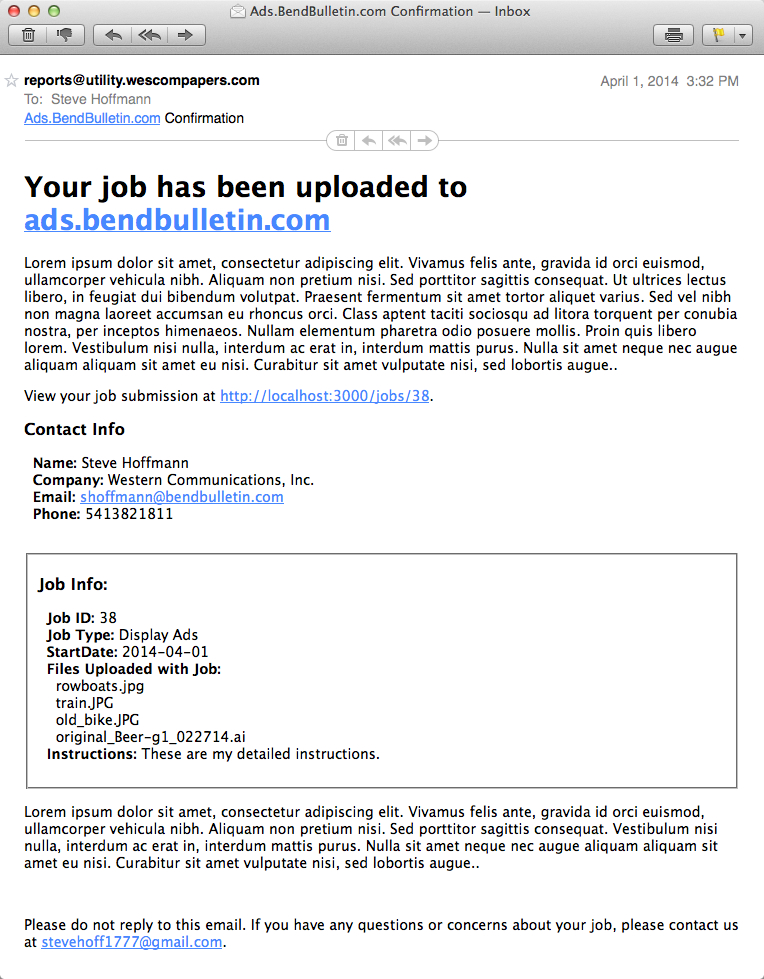 Ads.BendBulletin.com Confirmation — Inbox
reports@utility.wescompapers.com
April 1, 2014 3:32 PM
To: Steve Hoffmann
Ads.BendBulletin.com Confirmation
Your job has been uploaded to
ads.bendbulletin.com
Lorem ipsum dolor sit amet, consectetur adipiscing elit. Vivamus felis ante, gravida id orci euismod,
ullamcorper vehicula nibh. Aliquam non pretium nisi. Sed porttitor sagittis consequat. Ut ultrices lectus
libero, in feugiat dui bibendum volutpat. Praesent fermentum sit amet tortor aliquet varius. Sed vel nibh
non magna laoreet accumsan eu rhoncus orci. Class aptent taciti sociosqu ad litora torquent per conubia
nostra, per inceptos himenaeos. Nullam elementum pharetra odio posuere mollis. Proin quis libero
lorem. Vestibulum nisi nulla, interdum ac erat in, interdum mattis purus. Nulla sit amet neque nec augue
aliquam aliquam sit amet eu nisi. Curabitur sit amet vulputate nisi, sed lobortis augue..
View your job submission at http://localhost:3000/jobs/38.
Contact Info
Name: Steve Hoffmann
Company: Western Communications, Inc.
Email: shoffmann@bendbulletin.com
Phone: 5413821811
Job Info:
Job ID: 38
Job Type: Display Ads
StartDate: 2014-04-01
Files Uploaded with Job:
rowboats.jpg
train.JPG
old_bike.JPG
original_Beer-g1_022714.ai
Instructions: These are my detailed instructions.
Lorem ipsum dolor sit amet, consectetur adipiscing elit. Vivamus felis ante, gravida id orci euismod,
ullamcorper vehicula nibh. Aliquam non pretium nisi. Sed porttitor sagittis consequat. Vestibulum nisi
nulla, interdum ac erat in, interdum mattis purus. Nulla sit amet neque nec augue aliquam aliquam sit
amet eu nisi. Curabitur sit amet vulputate nisi, sed lobortis augue..
Please do not reply to this email. If you have any questions or concerns about your job, please contact us
at stevehoff1777@gmail.com.